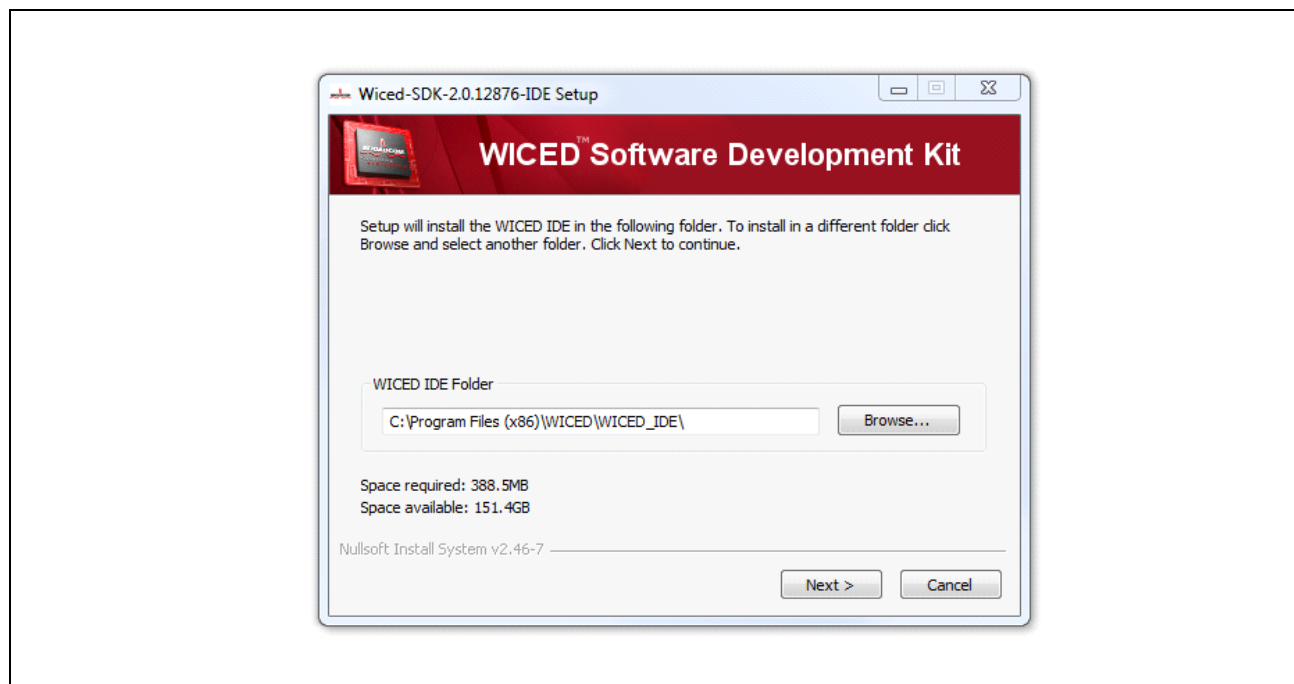 Wiced-SDK-2.0.12876-IDE Setup
BROADCOM
WICED™ Software Development Kit
Setup will install the WICED IDE in the following folder. To install in a different folder click
Browse and select another folder. Click Next to continue.
WICED IDE Folder
C:\Program Files (x86)\WICED\WICED_IDE\
Browse...
Space required: 388.5MB
Space available: 151.4GB
Nullsoft Install System v2.46-7
Next >
Cancel